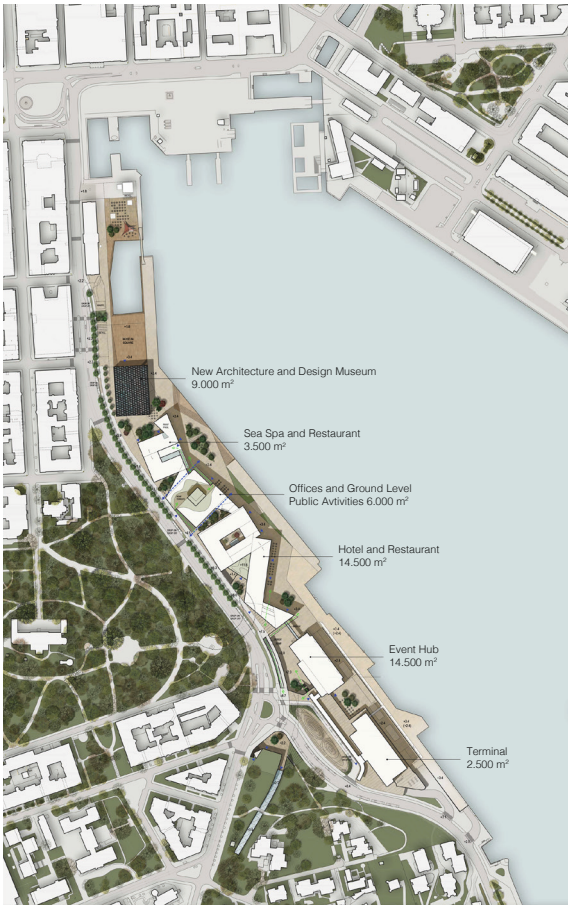 New Architecture and Design Museum
9.000 m²
Sea Spa and Restaurant
3.500 m²
Offices and Ground Level
Public Avtivities 6.000 m²
Hotel and Restaurant
14.500 m²
Event Hub
14.500 m²
Terminal
2.500 m²